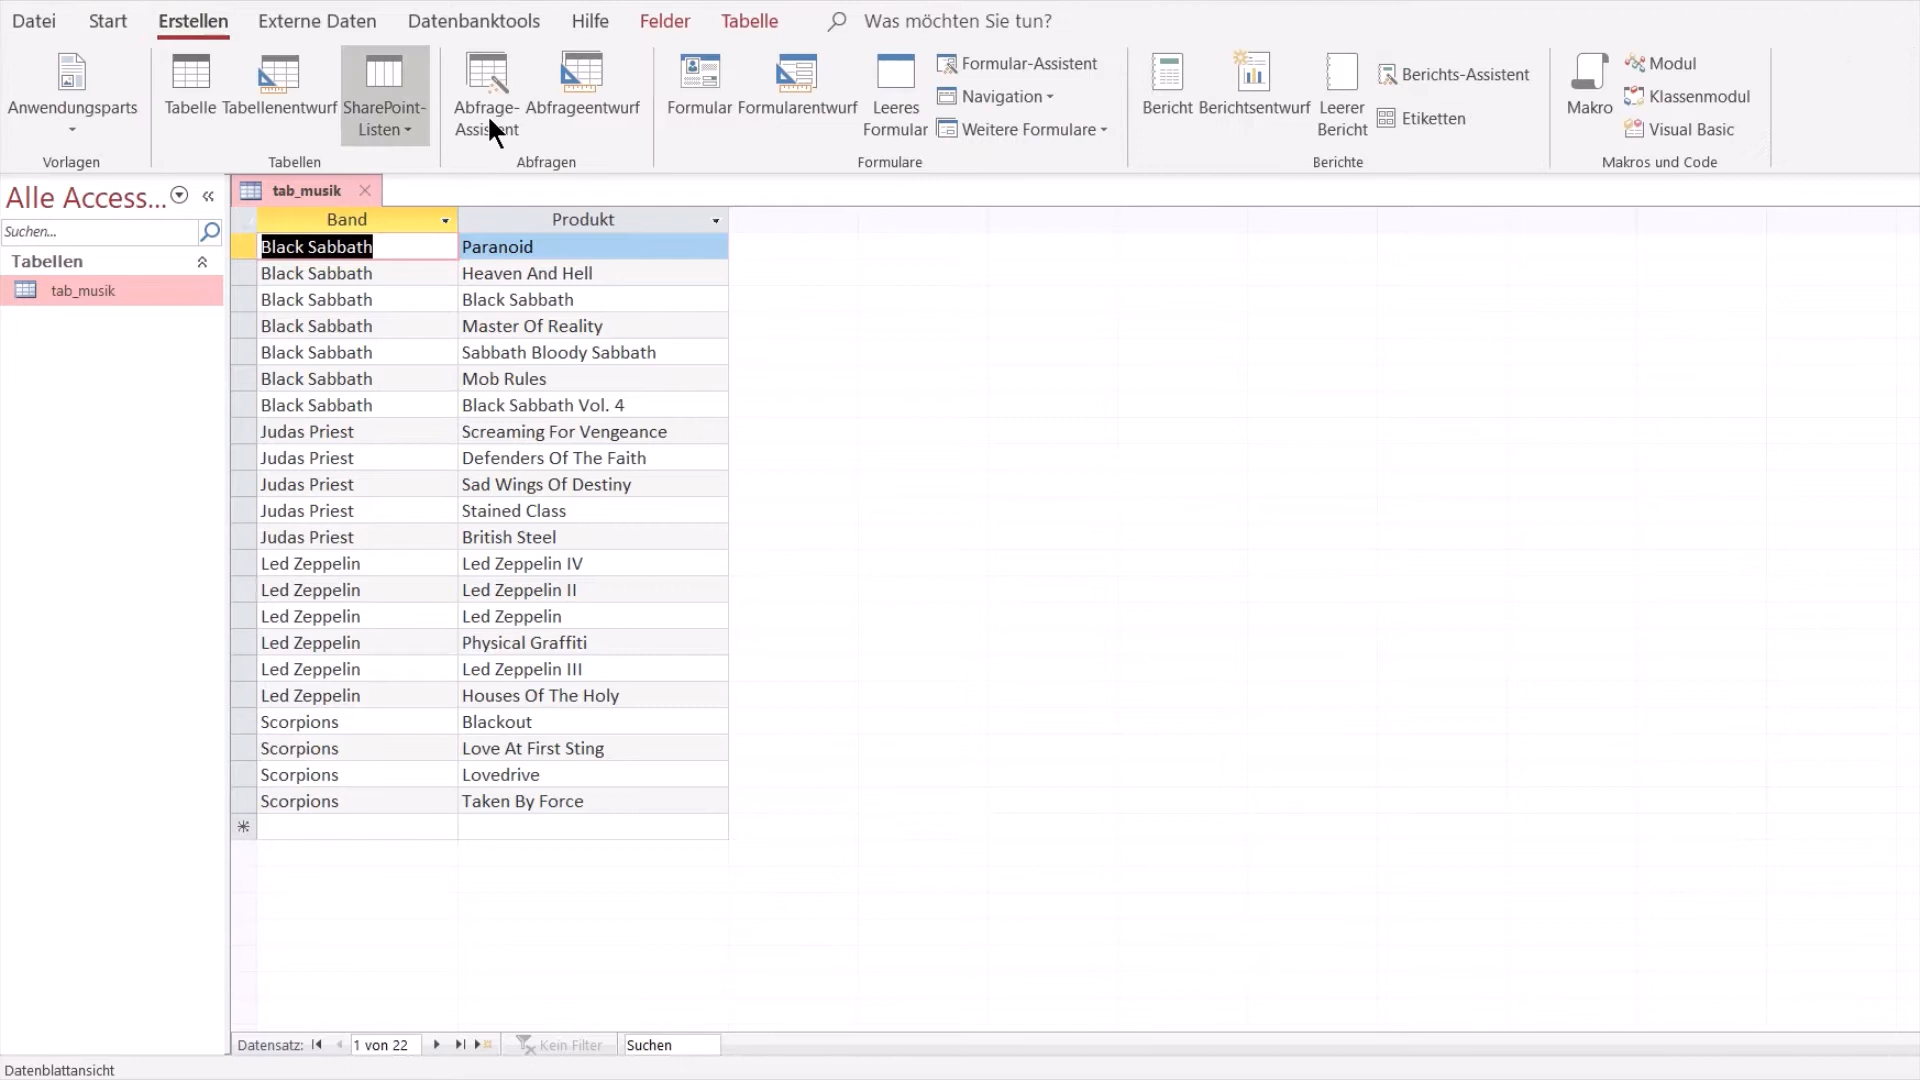 Datei Start Erstellen Externe Daten Datenbanktools Hilfe Felder Tabelle Was möchten Sie tun?
Anwendungsparts
Vorlagen
Tabelle Tabellenentwurf SharePoint-
Listen
Tabellen
Abfrage-
Assistent
Abfrageentwurf
Abfragen
Formular Formularentwurf Leeres
Formular
Formular-Assistent
Navigation
Weitere Formulare
Formulare
Bericht Berichtsentwurf Leerer
Bericht
Berichts-Assistent
Etiketten
Berichte
Makro
Modul
Klassenmodul
Visual Basic
Makros und Code
Alle Access...
Suchen...
Tabellen
tab_musik
tab_musik
Band Produkt
Black Sabbath Paranoid
Black Sabbath Heaven And Hell
Black Sabbath Black Sabbath
Black Sabbath Master Of Reality
Black Sabbath Sabbath Bloody Sabbath
Black Sabbath Mob Rules
Black Sabbath Black Sabbath Vol. 4
Judas Priest Screaming For Vengeance
Judas Priest Defenders Of The Faith
Judas Priest Sad Wings Of Destiny
Judas Priest Stained Class
Judas Priest British Steel
Led Zeppelin Led Zeppelin IV
Led Zeppelin Led Zeppelin II
Led Zeppelin Led Zeppelin
Led Zeppelin Physical Graffiti
Led Zeppelin Led Zeppelin III
Led Zeppelin Houses Of The Holy
Scorpions Blackout
Scorpions Love At First Sting
Scorpions Lovedrive
Scorpions Taken By Force
Datensatz: 1 von 22 Kein Filter Suchen
Datenblattansicht